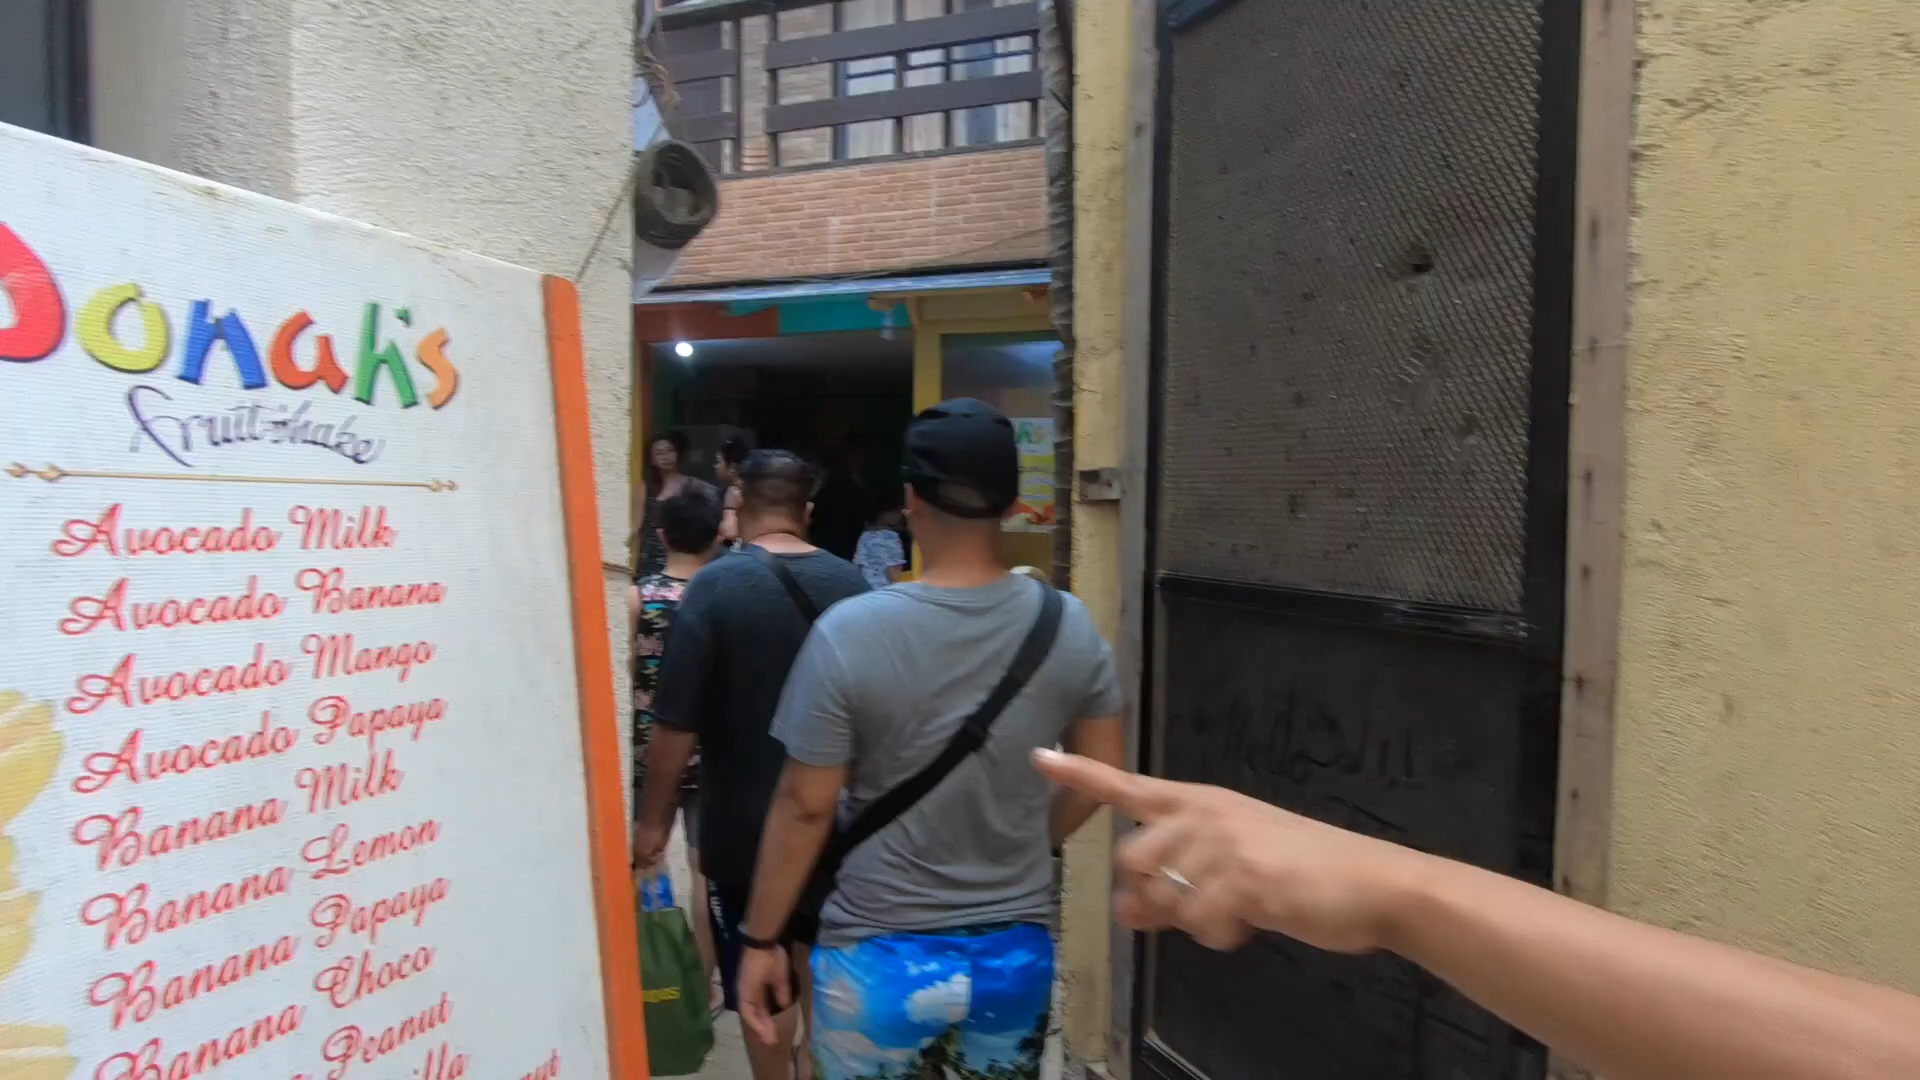 Jonah's
fruitshake
Avocado Milk
Avocado Banana
Avocado Mango
Avocado Papaya
Banana Milk
Banana Lemon
Banana Papaya
Banana Choco
Banana Peanut